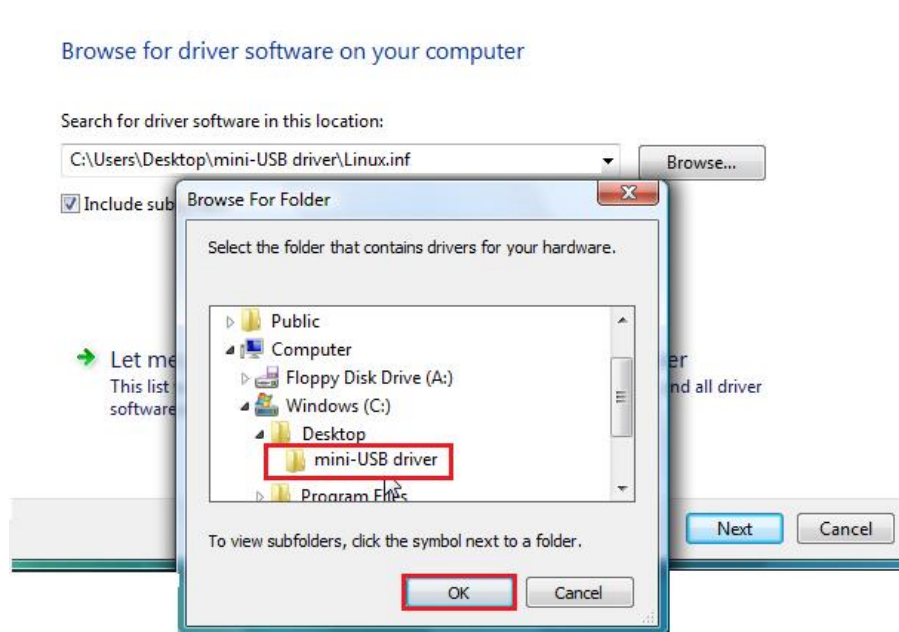 Browse for driver software on your computer
Search for driver software in this location:
C:\Users\Desktop\mini-USB driver\Linux.inf
Browse...
Include sub
Browse For Folder
Select the folder that contains drivers for your hardware.
Public
Computer
Floppy Disk Drive (A:)
Windows (C:)
Desktop
mini-USB driver
Program Files
Let me
er
This list
nd all driver
software
To view subfolders, click the symbol next to a folder.
Next
Cancel
OK
Cancel